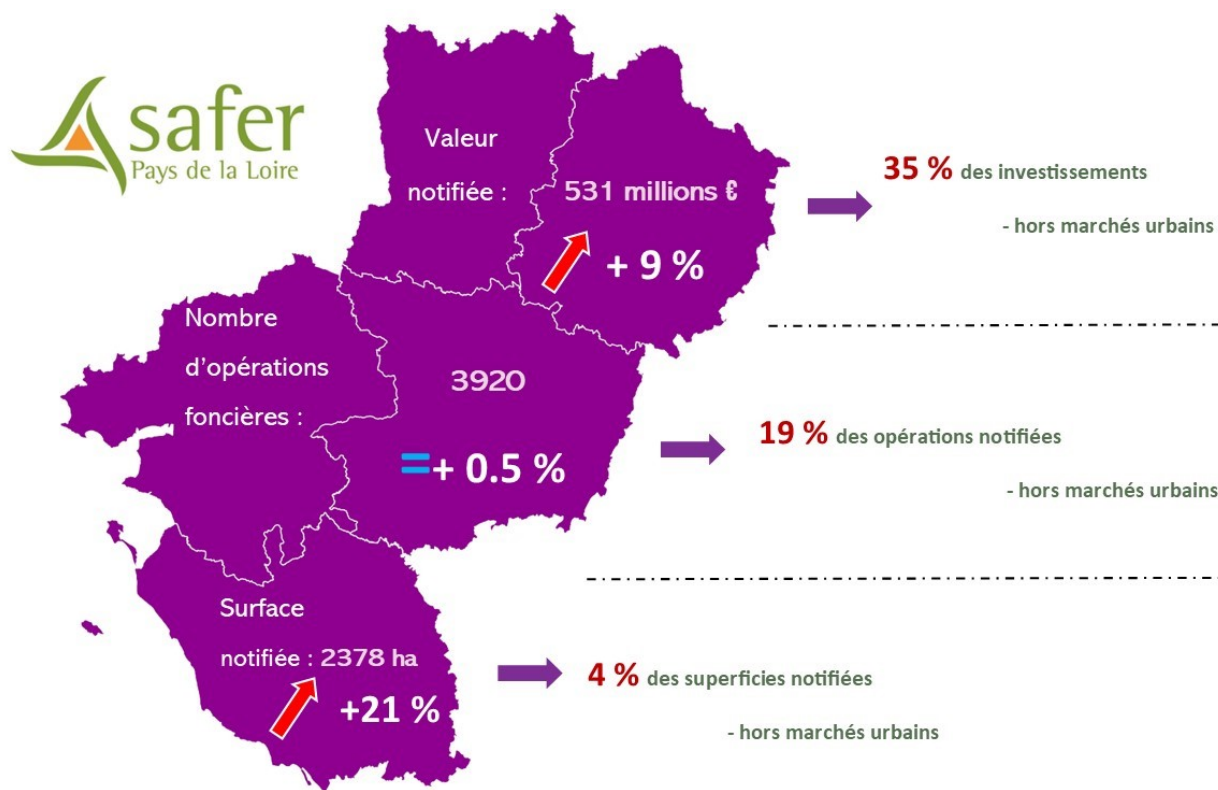 safer
Pays de la Loire
Valeur
notifiée :
531 millions €
+ 9 %
35 % des investissements
- hors marchés urbains
Nombre
d'opérations
foncières :
3920
=+ 0.5 %
19 % des opérations notifiées
- hors marchés urbains
Surface
notifiée : 2378 ha
+21 %
4 % des superficies notifiées
- hors marchés urbains